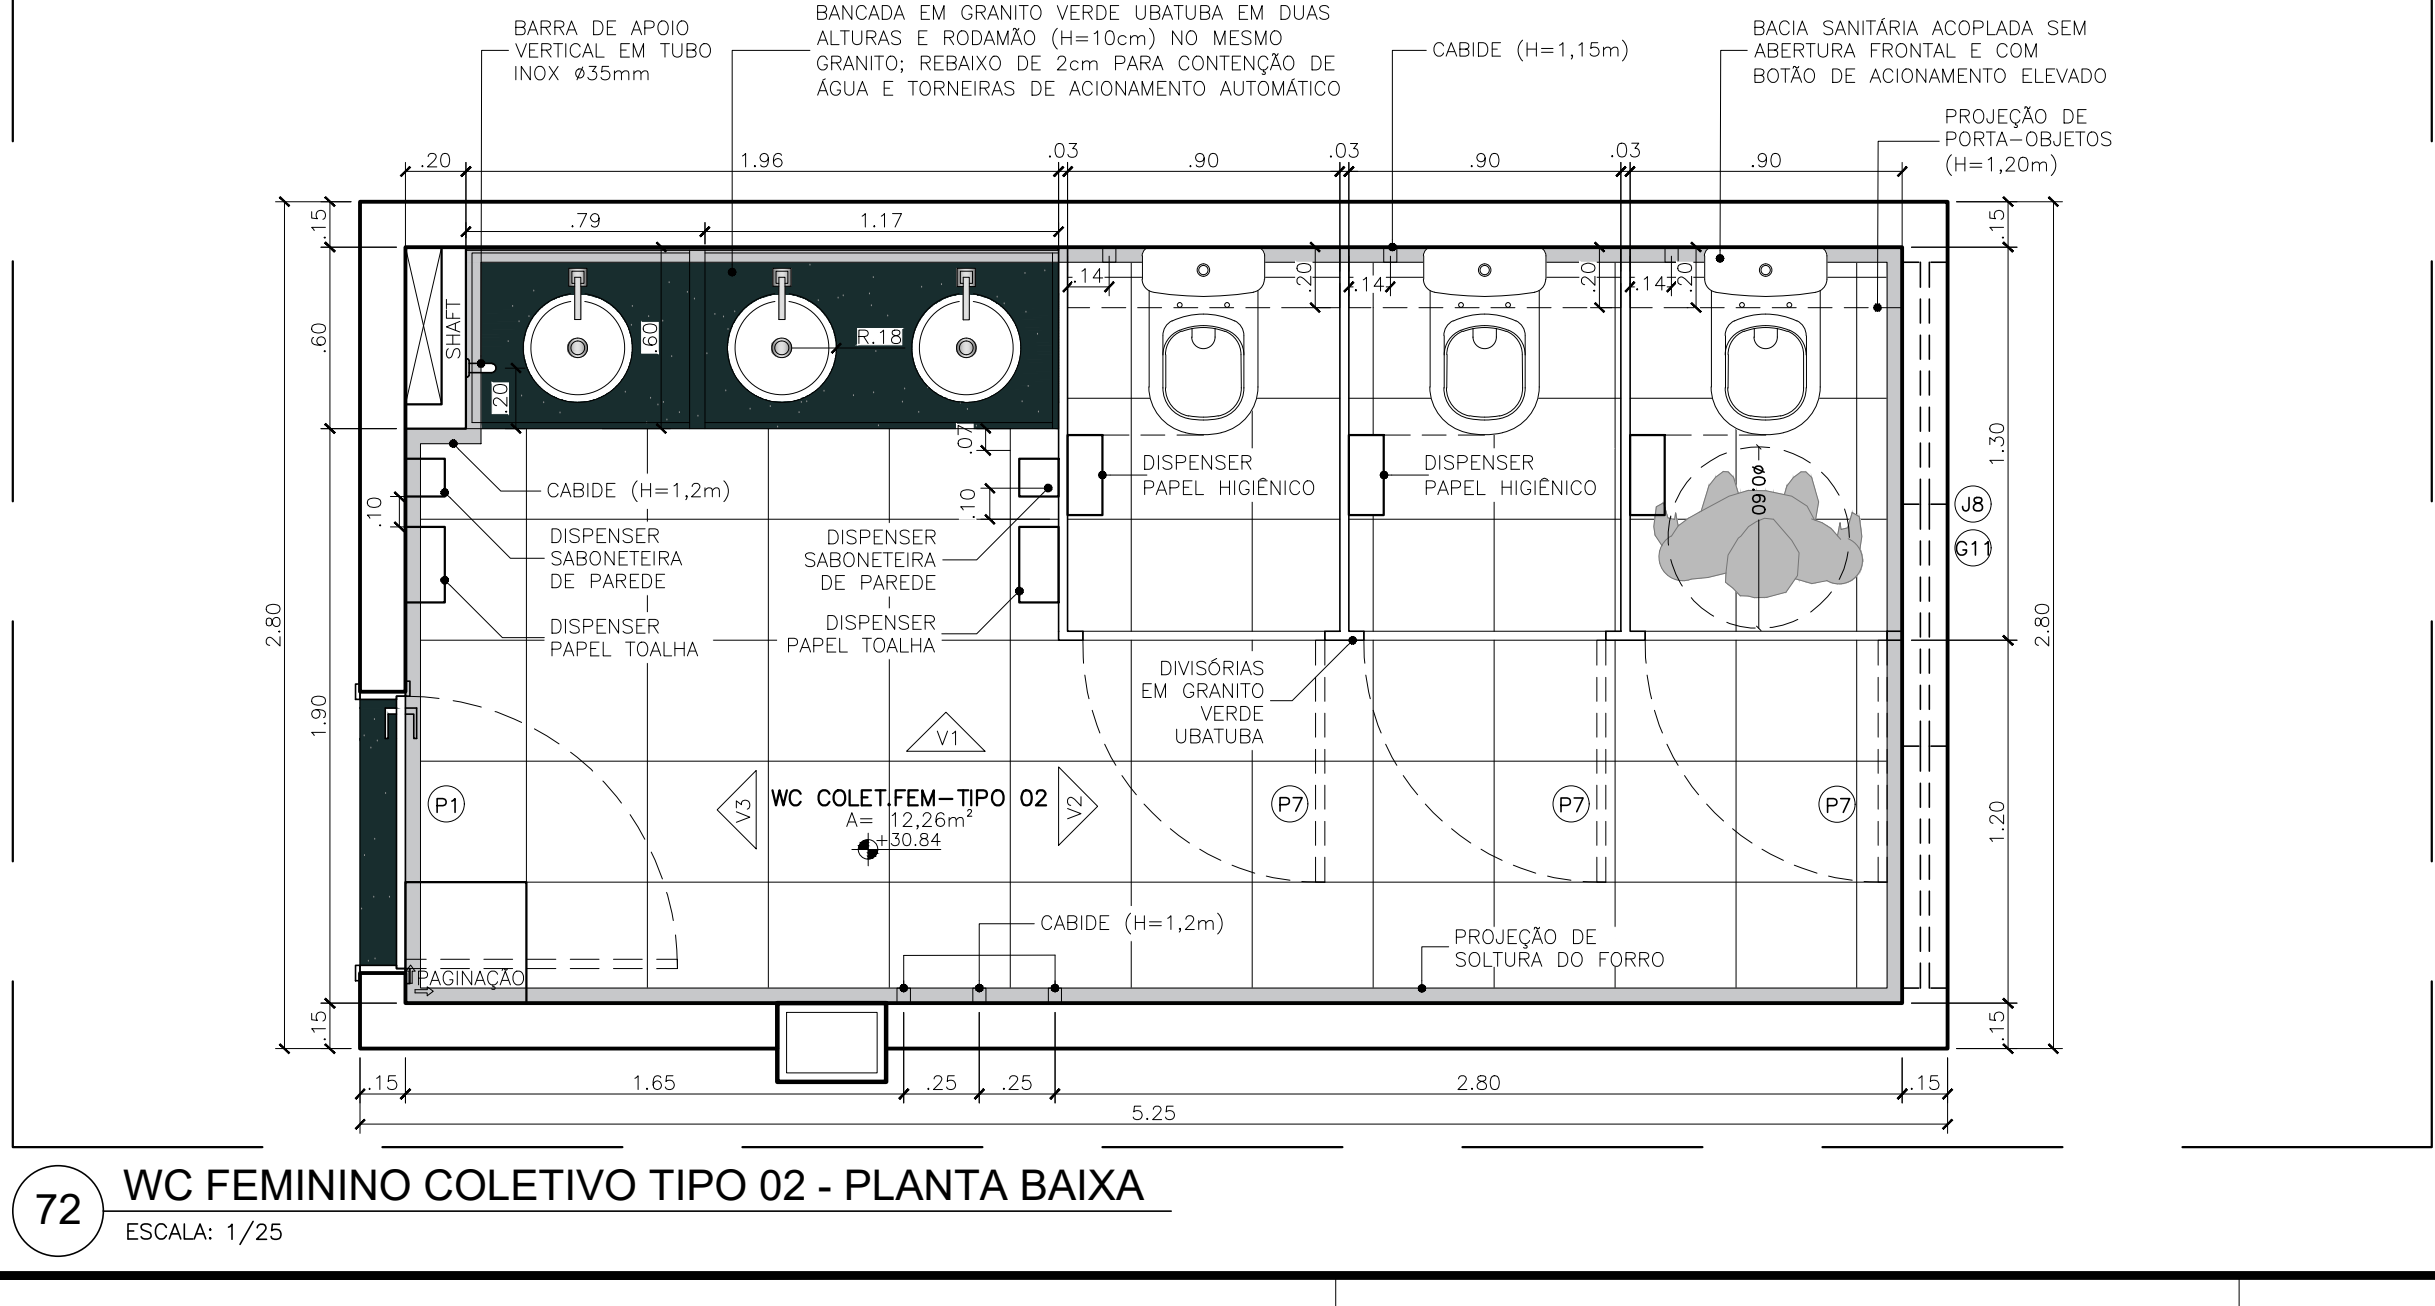 BARRA DE APOIO
VERTICAL EM TUBO
INOX ø35mm
BANCADA EM GRANITO VERDE UBATUBA EM DUAS
ALTURAS E RODAMÃO (H=10cm) NO MESMO
GRANITO; REBAIXO DE 2cm PARA CONTENÇÃO DE
ÁGUA E TORNEIRAS DE ACIONAMENTO AUTOMÁTICO
CABIDE (H=1,15m)
BACIA SANITÁRIA ACOPLADA SEM
ABERTURA FRONTAL E COM
BOTÃO DE ACIONAMENTO ELEVADO
PROJEÇÃO DE
PORTA-OBJETOS
(H=1,20m)
.20
1.96
.03
.90
.03
.90
.03
.90
.15
.79
1.17
.15
.14
.20
.14
.20
.14
.20
SHAFT
.60
.60
R.18
.20
.07
1.30
CABIDE (H=1,2m)
DISPENSER
PAPEL HIGIÊNICO
DISPENSER
PAPEL HIGIÊNICO
ø0.60
J8
G11
.10
.10
DISPENSER
SABONETEIRA
DE PAREDE
DISPENSER
SABONETEIRA
DE PAREDE
DISPENSER
PAPEL TOALHA
DISPENSER
PAPEL TOALHA
2.80
2.80
DIVISÓRIAS
EM GRANITO
VERDE
UBATUBA
1.90
V1
P1
V3
WC COLET.FEM-TIPO 02
A= 12,26m²
+30.84
V2
P7
P7
P7
1.20
CABIDE (H=1,2m)
PROJEÇÃO DE
SOLTURA DO FORRO
PAGINAÇÃO
.15
.15
.15
1.65
.25
.25
2.80
.15
5.25
72
WC FEMININO COLETIVO TIPO 02 - PLANTA BAIXA
ESCALA: 1/25